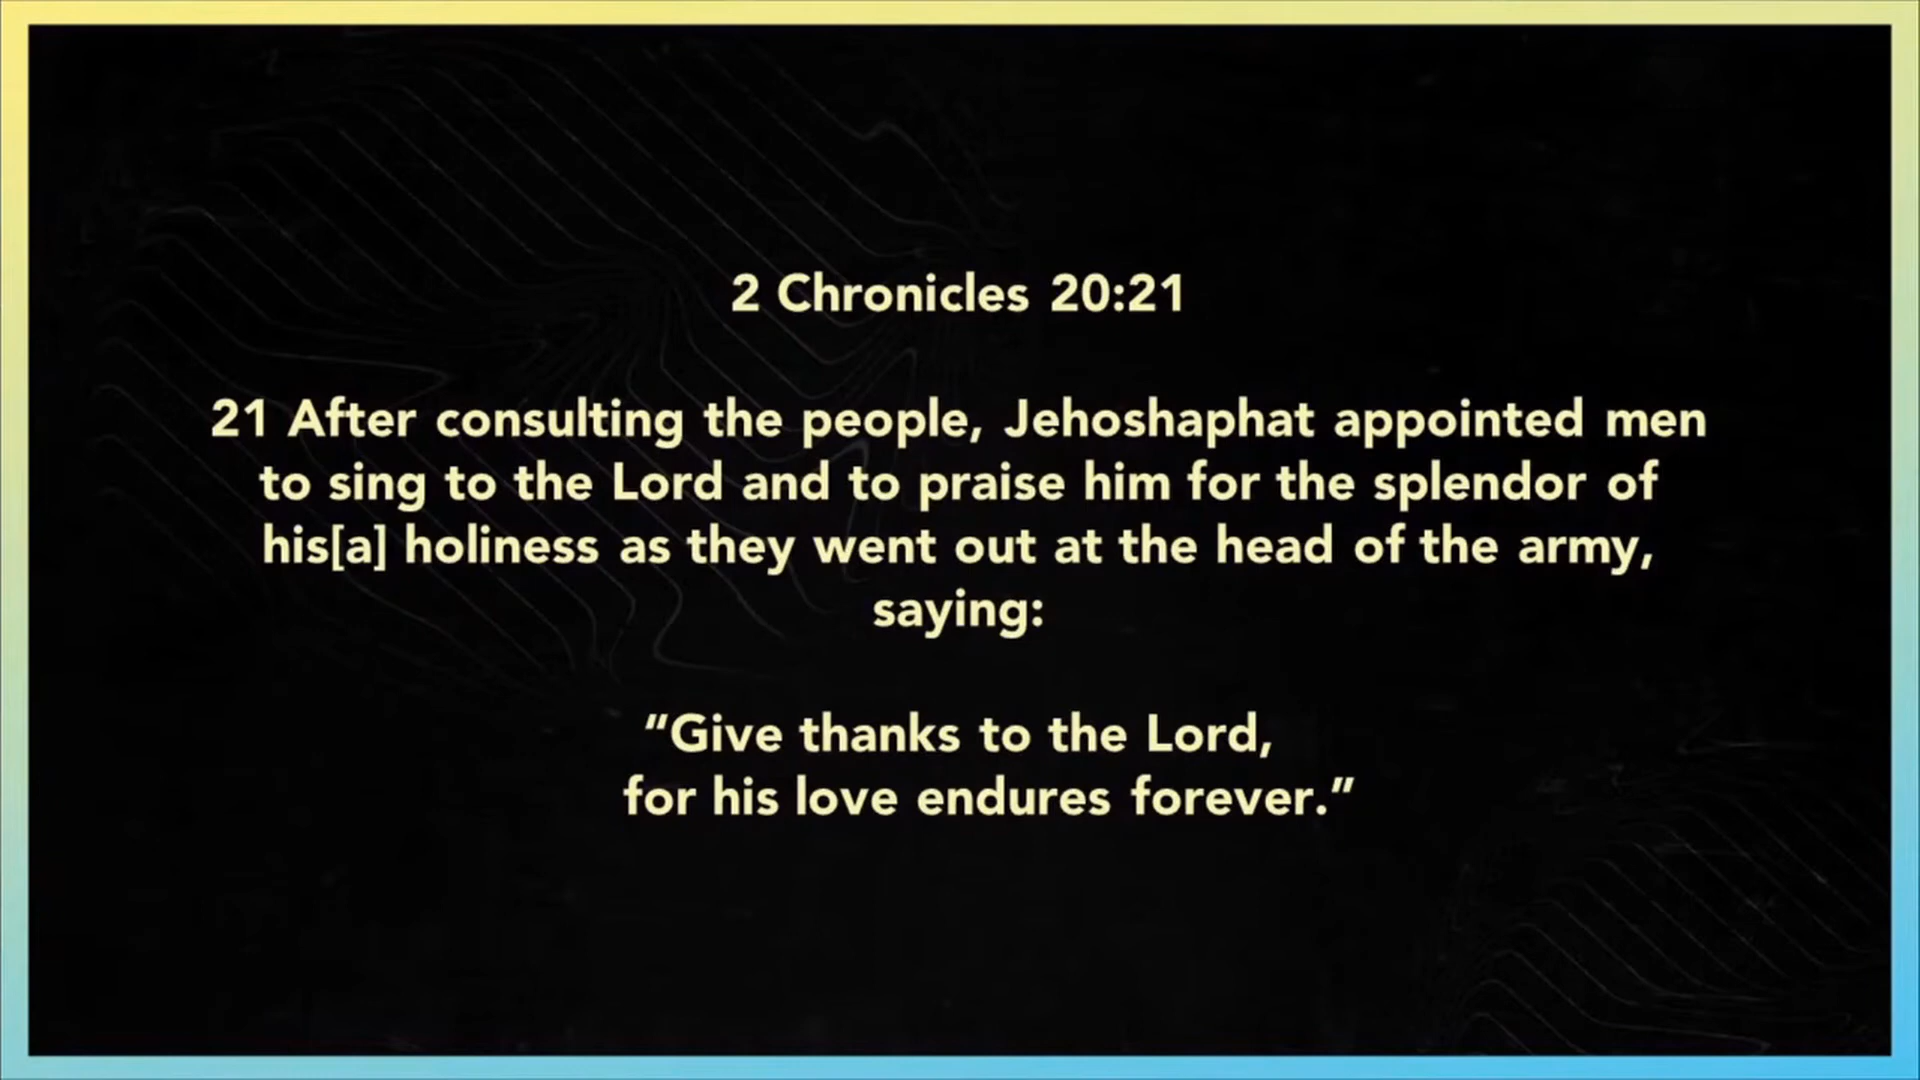 2 Chronicles 20:21
21 After consulting the people, Jehoshaphat appointed men
to sing to the Lord and to praise him for the splendor of
his[a] holiness as they went out at the head of the army,
saying:
“Give thanks to the Lord,
for his love endures forever.”